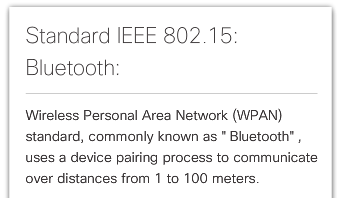 Standard IEEE 802.15:
Bluetooth:
Wireless Personal Area Network (WPAN)
standard, commonly known as " Bluetooth" ,
uses a device pairing process to communicate
over distances from 1 to 100 meters.